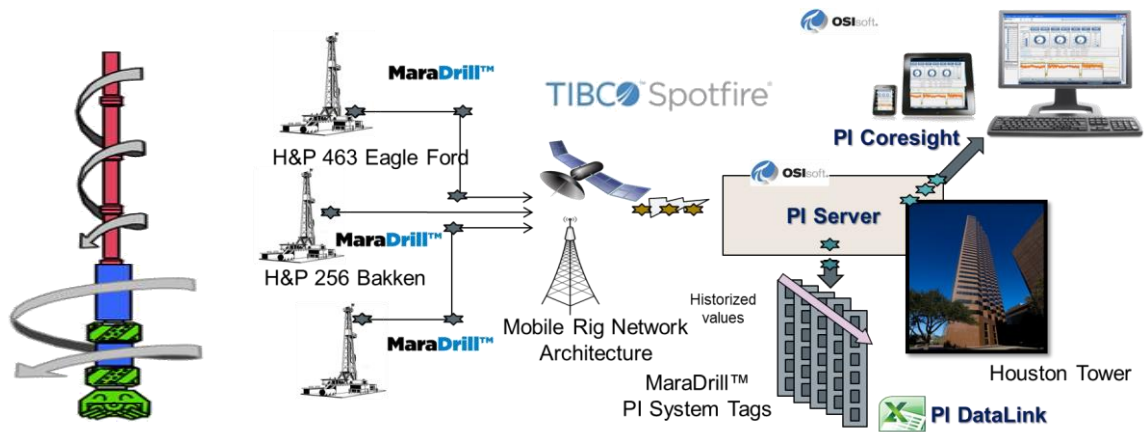 OSIsoft.
MaraDrill™
TIBCO™ Spotfire®
PI Coresight
H&P 463 Eagle Ford
OSIsoft.
PI Server
MaraDrill™
H&P 256 Bakken
Historized
values
Mobile Rig Network
Architecture
MaraDrill™
Houston Tower
MaraDrill™
PI System Tags
PI DataLink